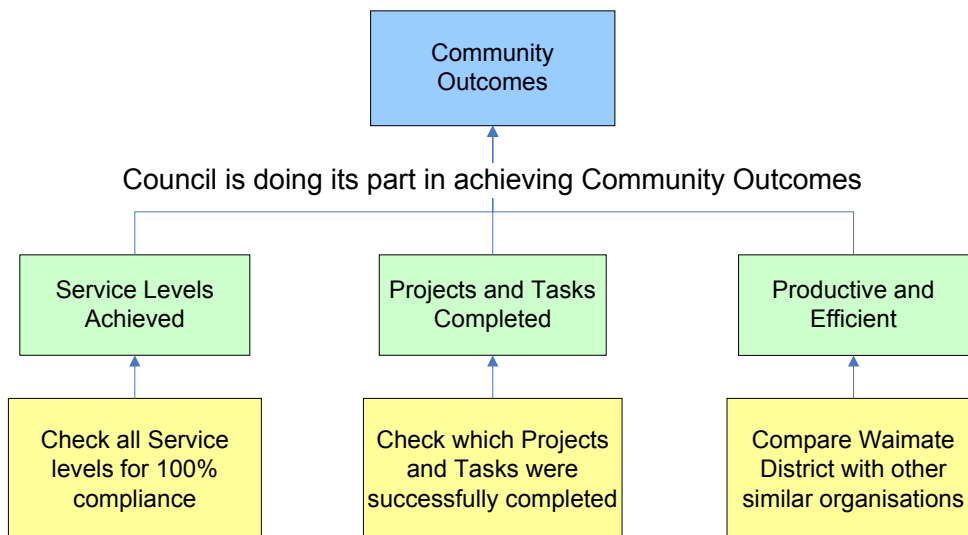 Community
Outcomes
Council is doing its part in achieving Community Outcomes
Service Levels
Achieved
Projects and Tasks
Completed
Productive and
Efficient
Check all Service
levels for 100%
compliance
Check which Projects
and Tasks were
successfully completed
Compare Waimate
District with other
similar organisations